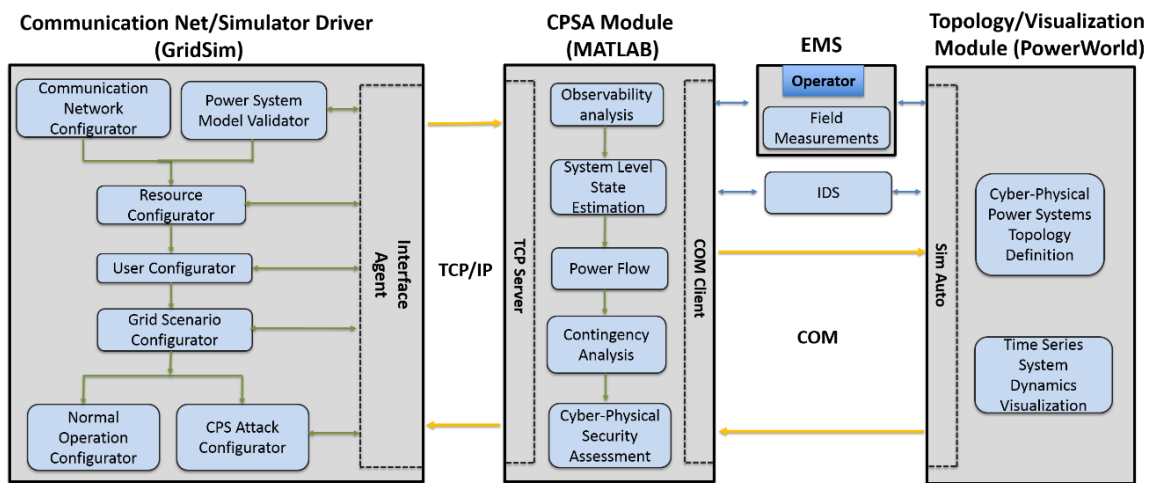 Communication Net/Simulator Driver
(GridSim)
Communication
Network
Configurator
Power System
Model Validator
Resource
Configurator
User Configurator
Grid Scenario
Configurator
Normal
Operation
Configurator
CPS Attack
Configurator
Interface
Agent
TCP/IP
CPSA Module
(MATLAB)
TCP Server
Observability
analysis
System Level
State
Estimation
Power Flow
Contingency
Analysis
Cyber-Physical
Security
Assessment
COM Client
EMS
Operator
Field
Measurements
IDS
COM
Topology/Visualization
Module (PowerWorld)
Sim Auto
Cyber-Physical
Power Systems
Topology
Definition
Time Series
System
Dynamics
Visualization